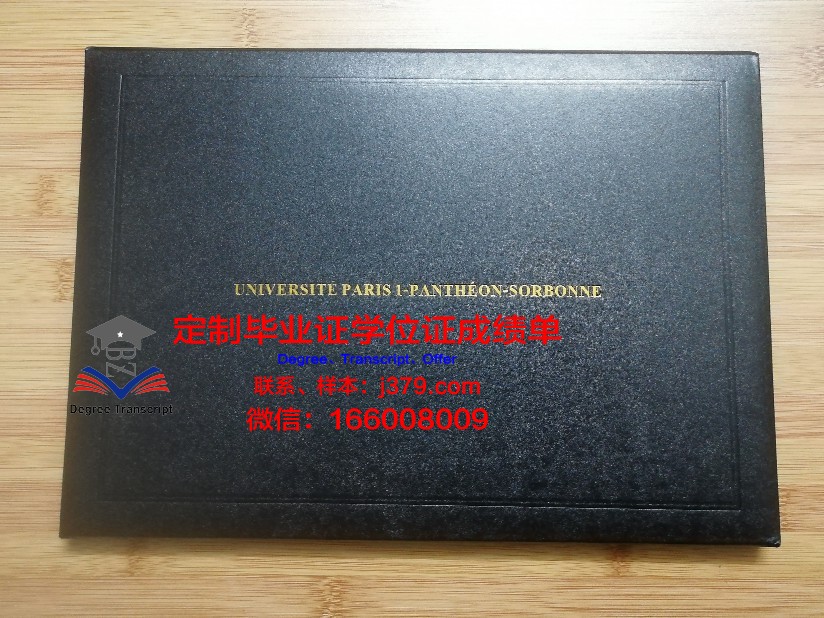 UNIVERSITE PARIS 1-PANTHÉON-SORBONNE
定制毕业证学位证成绩单
Degree、Transcript、Offer
联系、样本：j379.com
微信：166008009
BZ
Degree Transcript